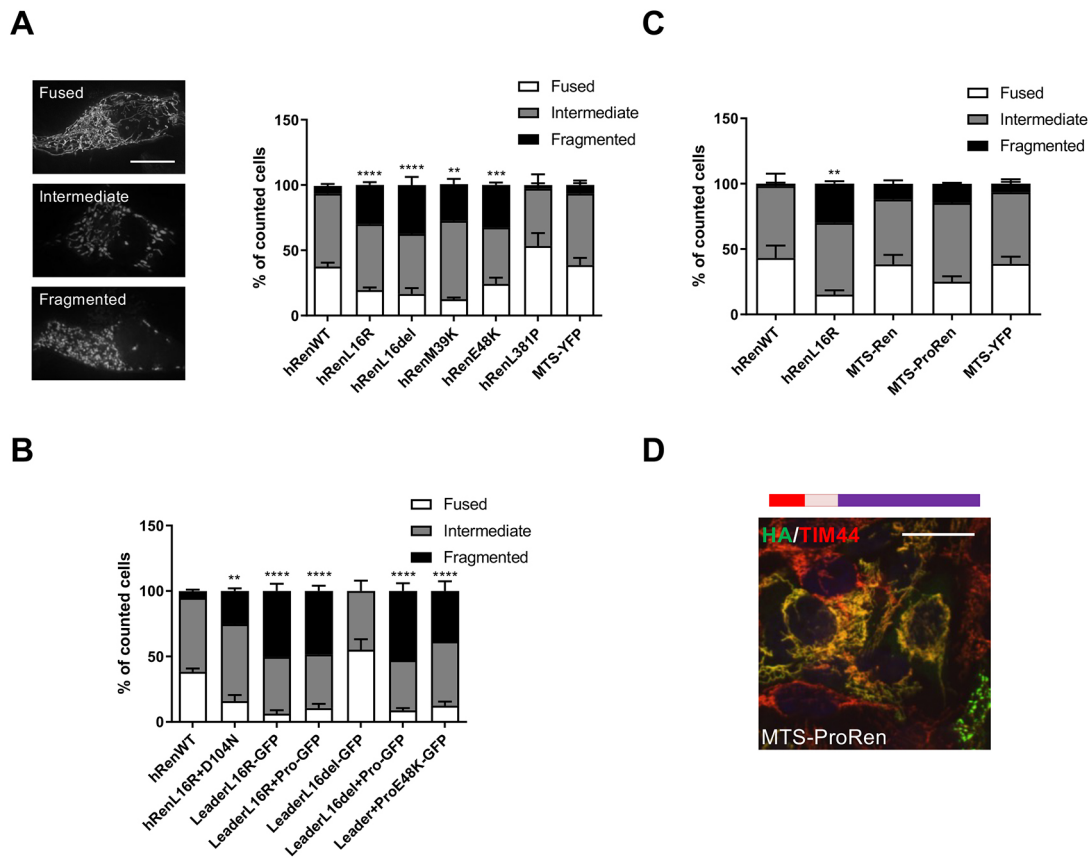 A
Fused
Intermediate
Fragmented
Fused
Intermediate
Fragmented
% of counted cells
150
100
50
0
****
****
**
***
hRenWT
hRenL16R
hRenL16del
hRenM39K
hRenE48K
hRenL381P
MTS-YFP
C
Fused
Intermediate
Fragmented
% of counted cells
150
100
50
0
**
hRenWT
hRenL16R
MTS-Ren
MTS-ProRen
MTS-YFP
B
Fused
Intermediate
Fragmented
% of counted cells
150
100
50
0
**
****
****
****
****
hRenWT
hRenL16R+D104N
LeaderL16R-GFP
LeaderL16R+Pro-GFP
LeaderL16del-GFP
LeaderL16del+Pro-GFP
Leader+ProE48K-GFP
D
HA/TIM44
MTS-ProRen